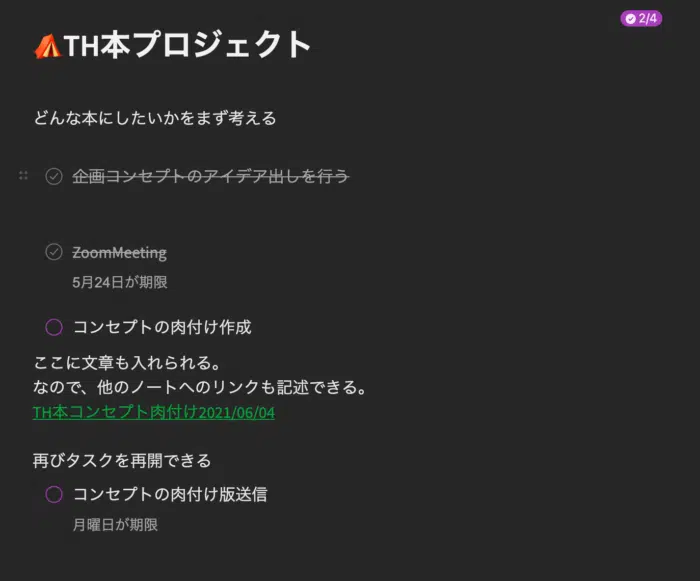 2/4
TH本プロジェクト
どんな本にしたいかをまず考える
企画コンセプトのアイデア出しを行う
ZoomMeeting
5月24日が期限
コンセプトの肉付け作成
ここに文章も入れられる。
なので、他のノートへのリンクも記述できる。
TH本コンセプト肉付け2021/06/04
再びタスクを再開できる
コンセプトの肉付け版送信
月曜日が期限